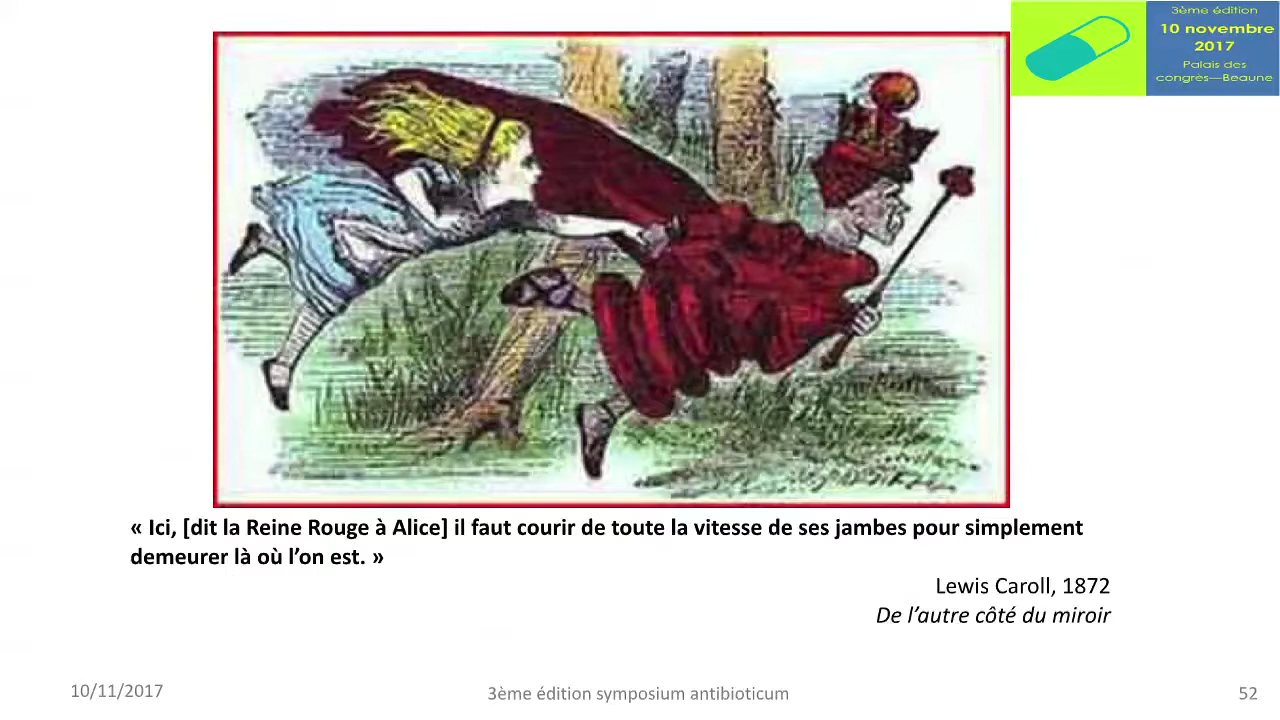 3ème édition
10 novembre
2017
Palais des
congrès—Beaune
« Ici, [dit la Reine Rouge à Alice] il faut courir de toute la vitesse de ses jambes pour simplement
demeurer là où l’on est. »
Lewis Caroll, 1872
De l’autre côté du miroir
10/11/2017
3ème édition symposium antibioticum
52